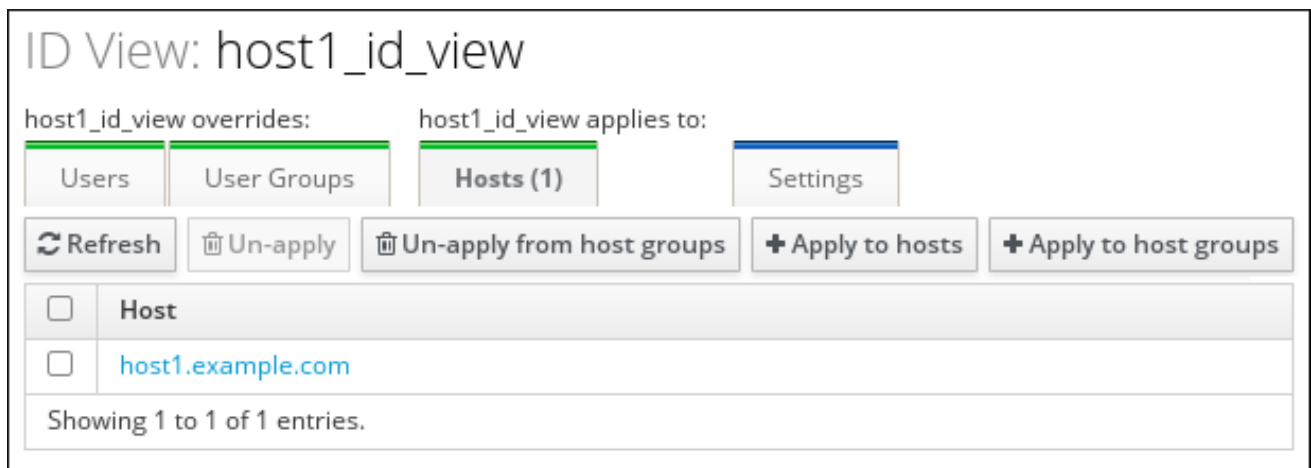 ID View: host1_id_view
host1_id_view overrides: host1_id_view applies to:
Users User Groups Hosts (1) Settings
Refresh Un-apply Un-apply from host groups Apply to hosts Apply to host groups
Host
host1.example.com
Showing 1 to 1 of 1 entries.